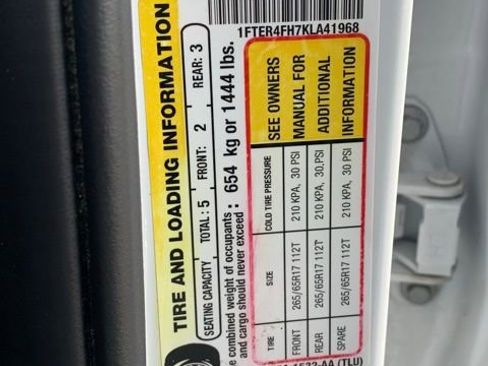 1FTER4FH7KLA41968
TIRE AND LOADING INFORMATION
SEATING CAPACITY TOTAL: 5 FRONT: 2 REAR: 3
e combined weight of occupants
and cargo should never exceed: 654 kg or 1444 lbs.
TIRE SIZE COLD TIRE PRESSURE
FRONT 265/65R17 112T 210 KPA, 30 PSI
REAR 265/65R17 112T 210 KPA, 30 PSI
SPARE 265/65R17 112T 210 KPA, 30 PSI
SEE OWNERS
MANUAL FOR
ADDITIONAL
INFORMATION
1532-AA (TLU)